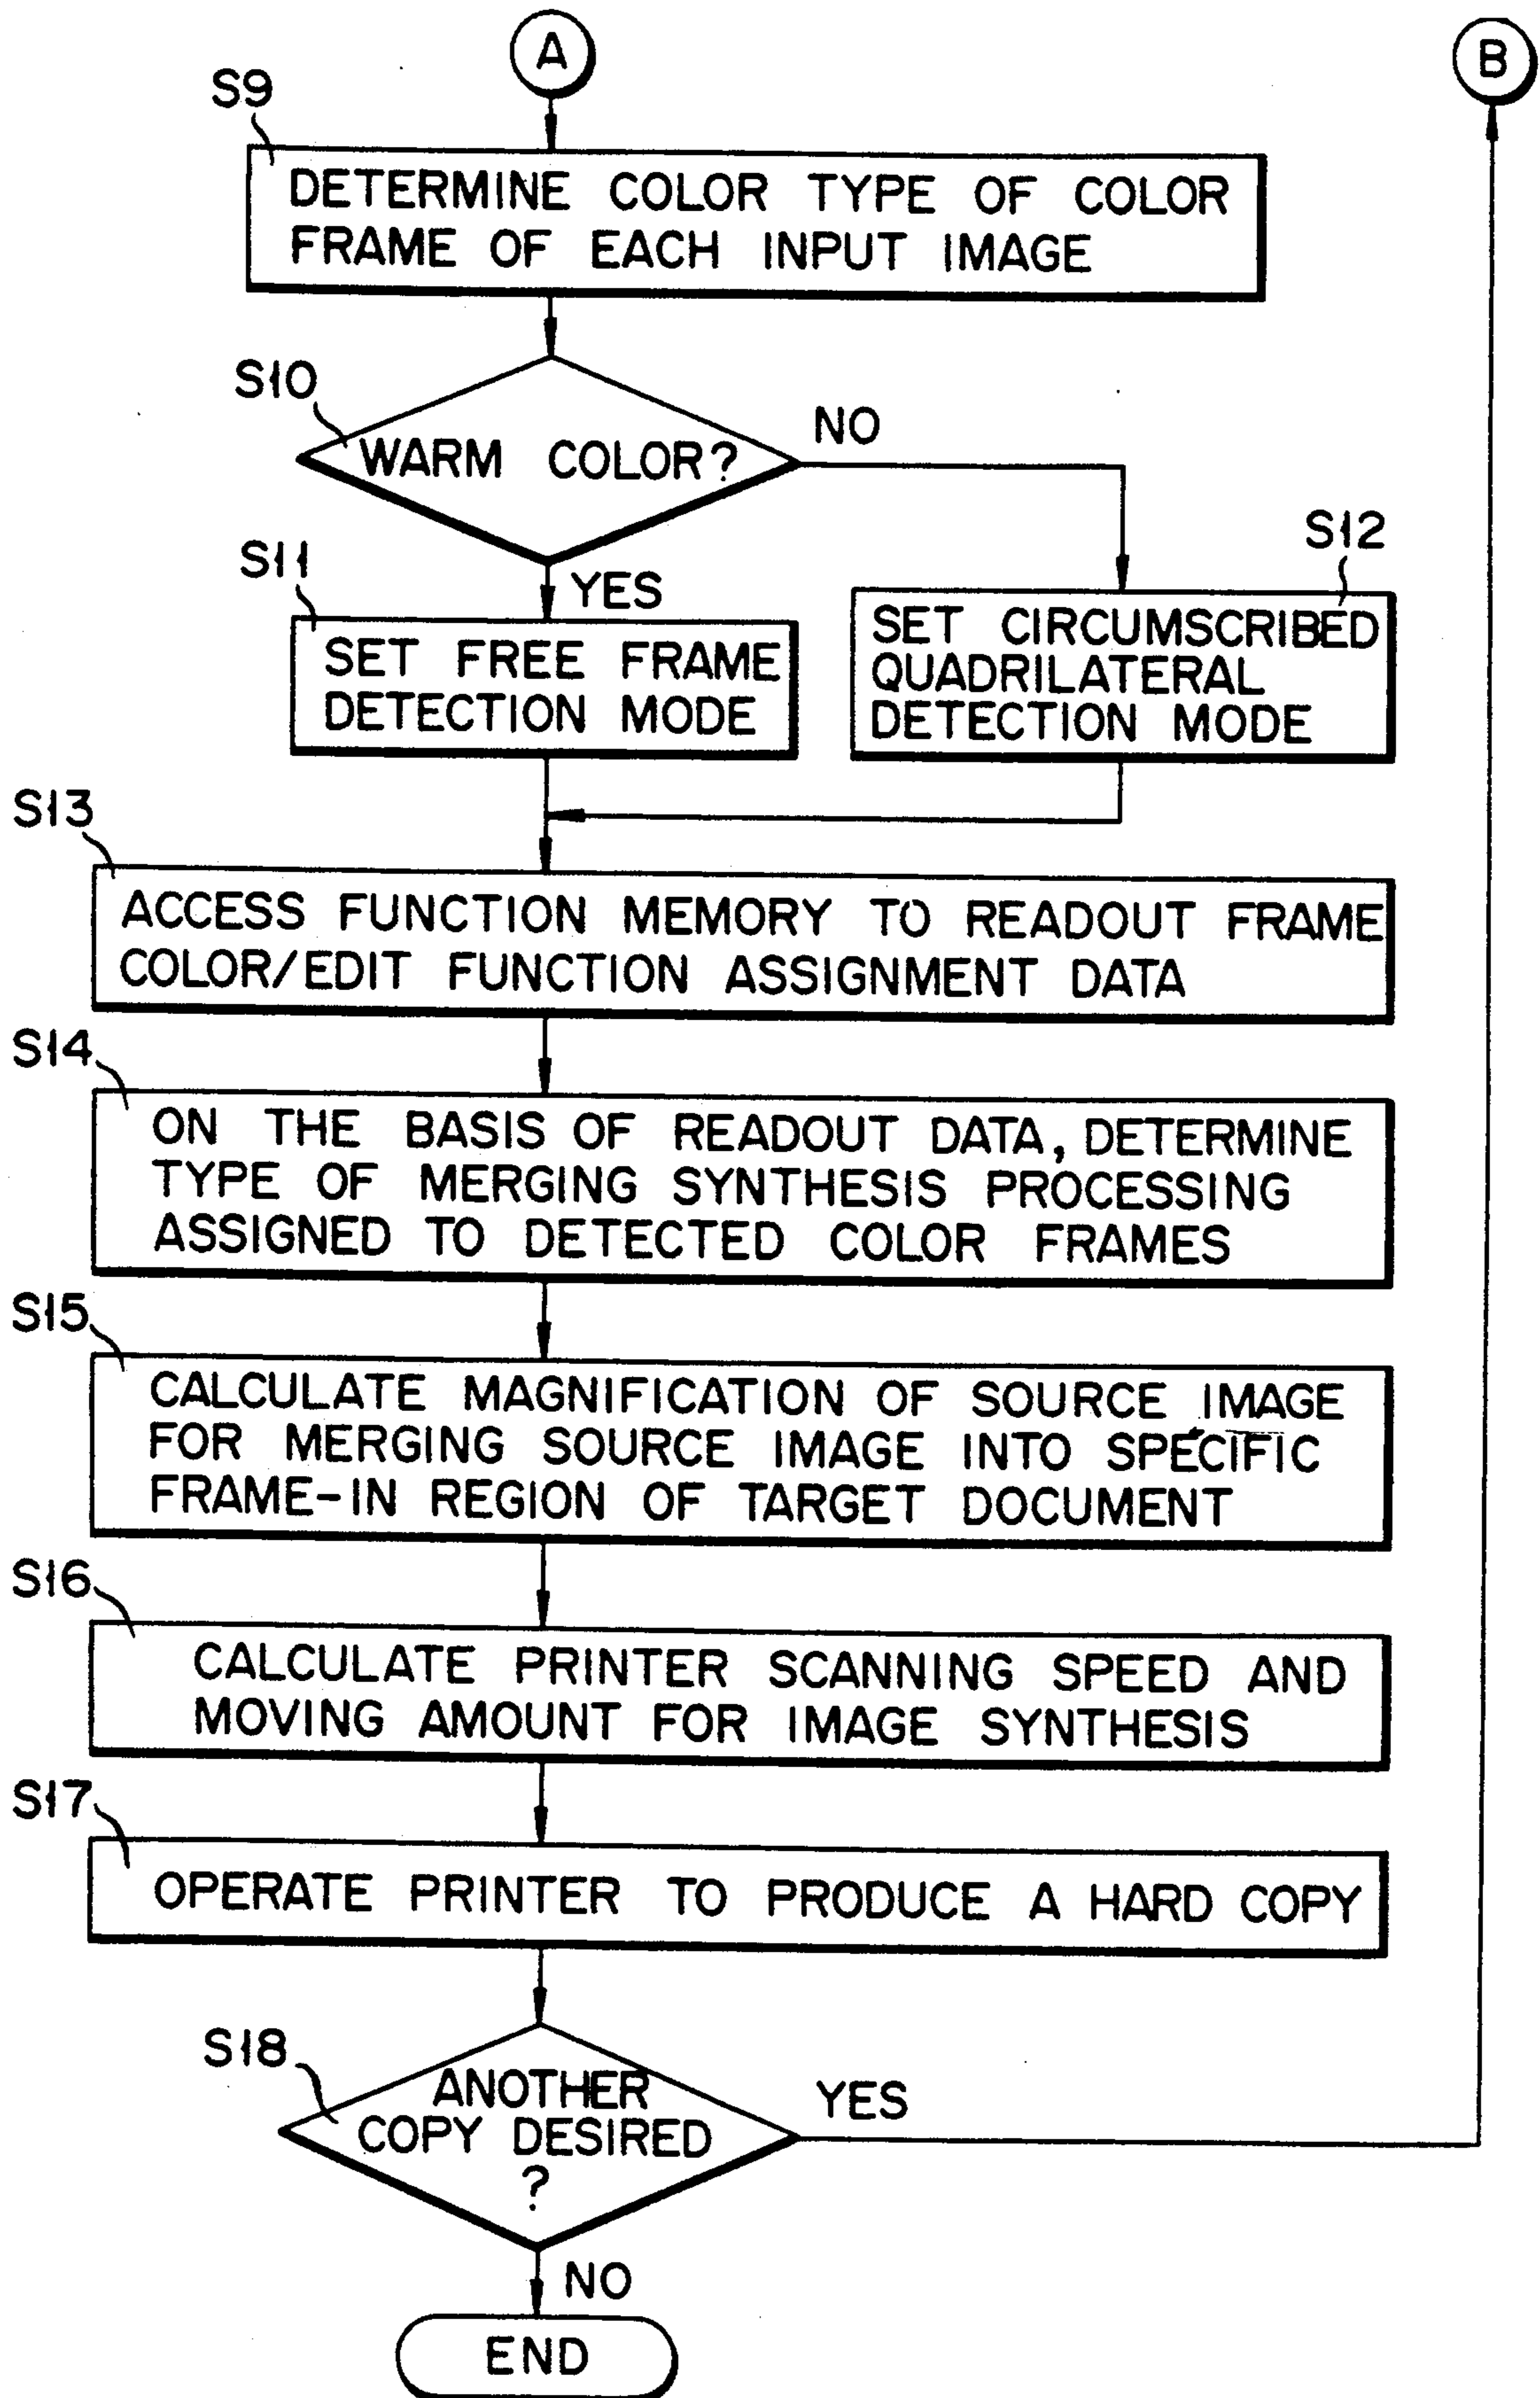 A
B
S9
DETERMINE COLOR TYPE OF COLOR
FRAME OF EACH INPUT IMAGE
S10
WARM COLOR?
NO
S11
YES
S12
SET FREE FRAME
DETECTION MODE
SET CIRCUMSCRIBED
QUADRILATERAL
DETECTION MODE
S13
ACCESS FUNCTION MEMORY TO READOUT FRAME
COLOR/EDIT FUNCTION ASSIGNMENT DATA
S14
ON THE BASIS OF READOUT DATA, DETERMINE
TYPE OF MERGING SYNTHESIS PROCESSING
ASSIGNED TO DETECTED COLOR FRAMES
S15
CALCULATE MAGNIFICATION OF SOURCE IMAGE
FOR MERGING SOURCE IMAGE INTO SPECIFIC
FRAME-IN REGION OF TARGET DOCUMENT
S16
CALCULATE PRINTER SCANNING SPEED AND
MOVING AMOUNT FOR IMAGE SYNTHESIS
S17
OPERATE PRINTER TO PRODUCE A HARD COPY
S18
ANOTHER
COPY DESIRED
?
YES
NO
END